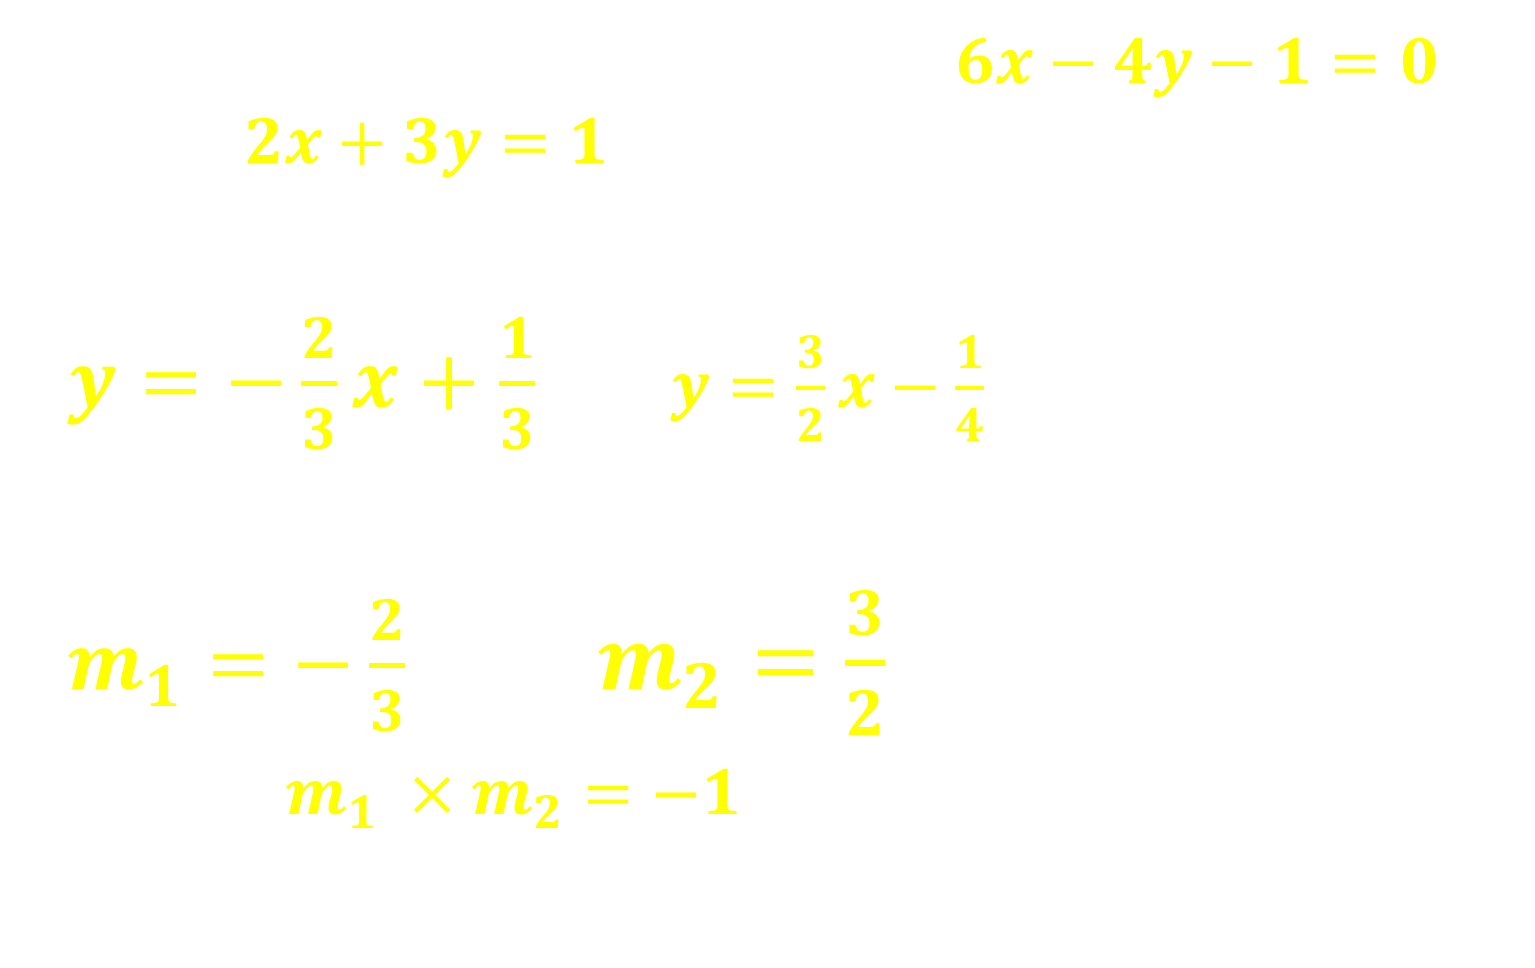 6x − 4y − 1 = 0
2x + 3y = 1
y = −2/3 x + 1/3    y = 3/2 x − 1/4
m₁ = −2/3    m₂ = 3/2
m₁ × m₂ = −1